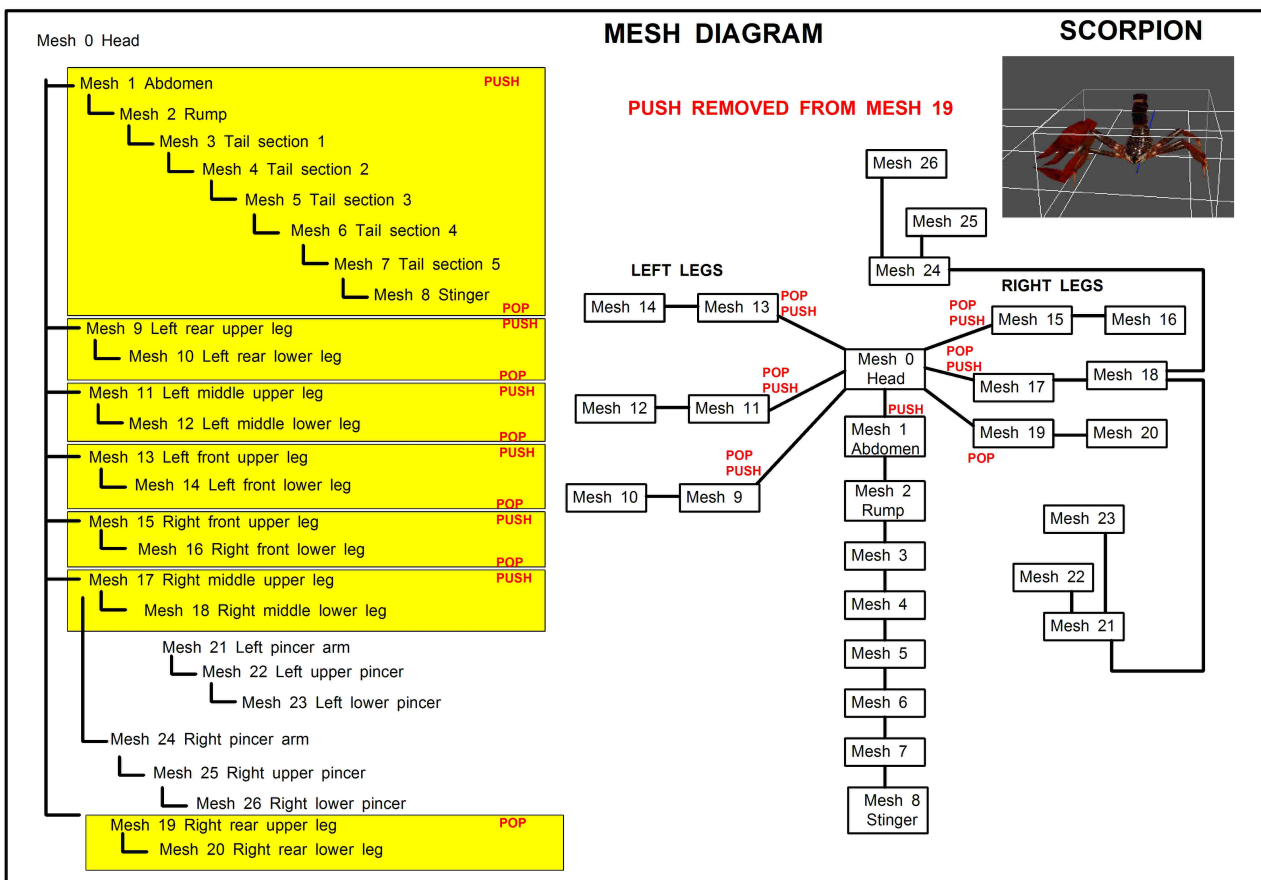 Mesh 0 Head
Mesh 1 Abdomen PUSH
Mesh 2 Rump
Mesh 3 Tail section 1
Mesh 4 Tail section 2
Mesh 5 Tail section 3
Mesh 6 Tail section 4
Mesh 7 Tail section 5
Mesh 8 Stinger
POP
Mesh 9 Left rear upper leg PUSH
Mesh 10 Left rear lower leg
POP
Mesh 11 Left middle upper leg PUSH
Mesh 12 Left middle lower leg
POP
Mesh 13 Left front upper leg PUSH
Mesh 14 Left front lower leg
POP
Mesh 15 Right front upper leg PUSH
Mesh 16 Right front lower leg
POP
Mesh 17 Right middle upper leg PUSH
Mesh 18 Right middle lower leg
Mesh 21 Left pincer arm
Mesh 22 Left upper pincer
Mesh 23 Left lower pincer
Mesh 24 Right pincer arm
Mesh 25 Right upper pincer
Mesh 26 Right lower pincer
Mesh 19 Right rear upper leg POP
Mesh 20 Right rear lower leg
MESH DIAGRAM
SCORPION
PUSH REMOVED FROM MESH 19
Mesh 26
Mesh 25
Mesh 24
LEFT LEGS
RIGHT LEGS
Mesh 14
Mesh 13
POP
PUSH
POP
PUSH
Mesh 15
Mesh 16
Mesh 0
Head
POP
PUSH
Mesh 17
Mesh 18
Mesh 12
Mesh 11
POP
PUSH
PUSH
Mesh 1
Abdomen
Mesh 19
Mesh 20
POP
POP
PUSH
Mesh 10
Mesh 9
Mesh 2
Rump
Mesh 3
Mesh 4
Mesh 5
Mesh 6
Mesh 7
Mesh 8
Stinger
Mesh 23
Mesh 22
Mesh 21